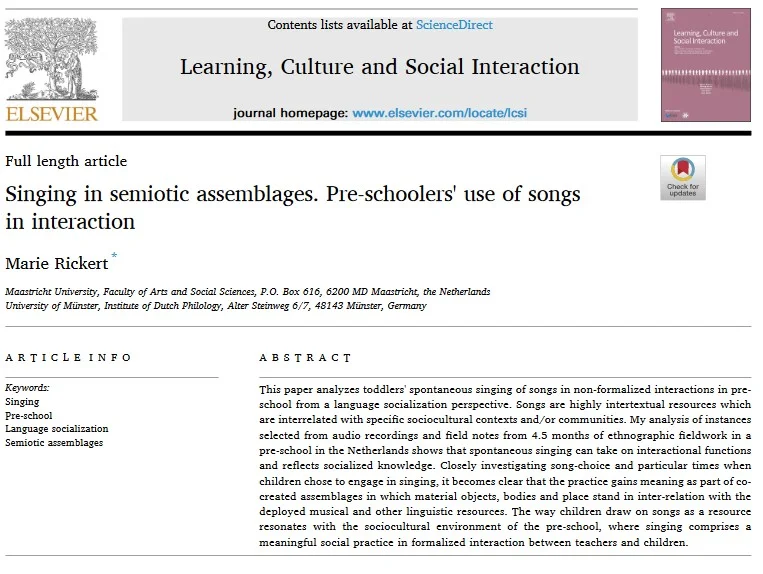 Contents lists available at ScienceDirect
Learning, Culture and Social Interaction
journal homepage: www.elsevier.com/locate/lcsi
ELSEVIER
Learning, Culture and
Social Interaction
Full length article
Check for
updates
Singing in semiotic assemblages. Pre-schoolers' use of songs
in interaction
Marie Rickert *
Maastricht University, Faculty of Arts and Social Sciences, P.O. Box 616, 6200 MD Maastricht, the Netherlands
University of Münster, Institute of Dutch Philology, Alter Steinweg 6/7, 48143 Münster, Germany
ARTICLE INFO
Keywords:
Singing
Pre-school
Language socialization
Semiotic assemblages
ABSTRACT
This paper analyzes toddlers' spontaneous singing of songs in non-formalized interactions in pre-
school from a language socialization perspective. Songs are highly intertextual resources which
are interrelated with specific sociocultural contexts and/or communities. My analysis of instances
selected from audio recordings and field notes from 4.5 months of ethnographic fieldwork in a
pre-school in the Netherlands shows that spontaneous singing can take on interactional functions
and reflects socialized knowledge. Closely investigating song-choice and particular times when
children chose to engage in singing, it becomes clear that the practice gains meaning as part of co-
created assemblages in which material objects, bodies and place stand in inter-relation with the
deployed musical and other linguistic resources. The way children draw on songs as a resource
resonates with the sociocultural environment of the pre-school, where singing comprises a
meaningful social practice in formalized interaction between teachers and children.